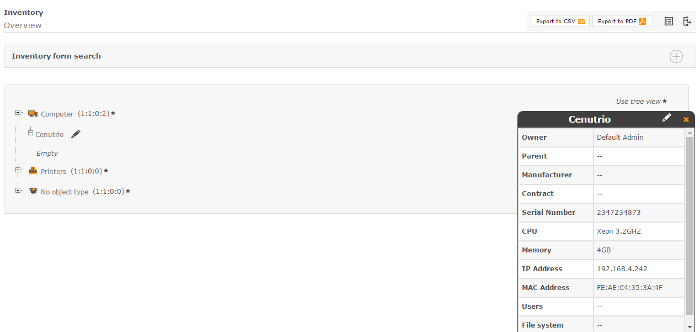 Inventory
Overview
Export to CSV
Export to PDF
Inventory form search
Use tree view
Computer (1:1:0:2)
Cenutrio
Empty
Printers (1:1:0:0)
No object type (1:1:0:0)
Cenutrio
Owner Default Admin
Parent --
Manufacturer --
Contract --
Serial Number 2347234873
CPU Xeon 3.2GHZ
Memory 4GB
IP Address 192.168.4.242
MAC Address FE:AE:C4:35:3A:4F
Users --
File system --